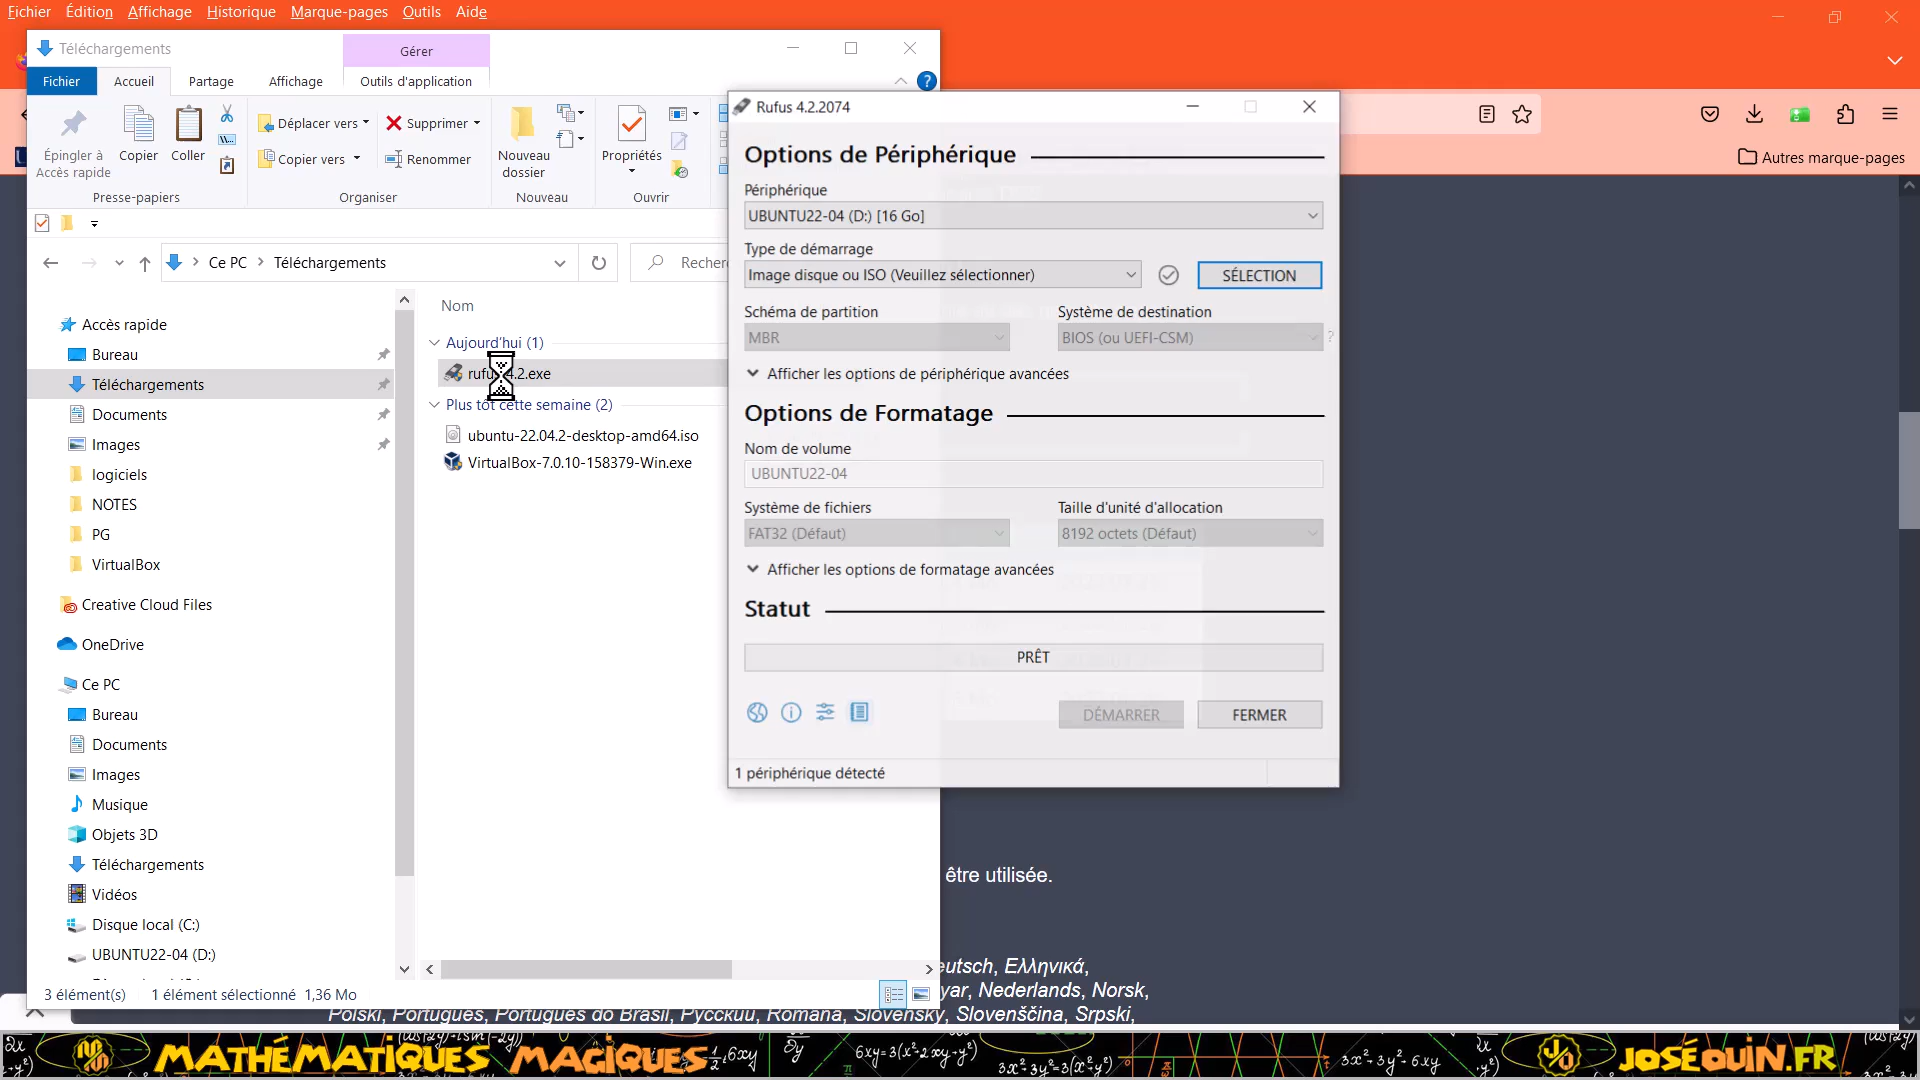 Fichier Édition Affichage Historique Marque-pages Outils Aide
Téléchargements
Gérer
Fichier Accueil Partage Affichage Outils d'application
Épingler à Accès rapide
Copier
Coller
Déplacer vers
Copier vers
Supprimer
Renommer
Nouveau dossier
Propriétés
Presse-papiers
Organiser
Nouveau
Ouvrir
Autres marque-pages
Ce PC Téléchargements
Nom
Accès rapide
Bureau
Téléchargements
Documents
Images
logiciels
NOTES
PG
VirtualBox
Creative Cloud Files
OneDrive
Ce PC
Bureau
Documents
Images
Musique
Objets 3D
Téléchargements
Vidéos
Disque local (C:)
UBUNTU22-04 (D:)
Aujourd'hui (1)
Plus tôt cette semaine (2)
ubuntu-22.04.2-desktop-amd64.iso
VirtualBox-7.0.10-158379-Win.exe
3 élément(s) 1 élément sélectionné 1,36 Mo
Rufus 4.2.2074
Options de Périphérique
Périphérique
UBUNTU22-04 (D:) [16 Go]
Type de démarrage
Image disque ou ISO (Veuillez sélectionner)
SÉLECTION
Schéma de partition
Système de destination
MBR
BIOS (ou UEFI-CSM)
?
Afficher les options de périphérique avancées
Options de Formatage
Nom de volume
UBUNTU22-04
Système de fichiers
Taille d'unité d'allocation
FAT32 (Défaut)
8192 octets (Défaut)
Afficher les options de formatage avancées
Statut
PRÊT
DÉMARRER
FERMER
1 périphérique détecté
être utilisée.
Ελληνικά,
Nederlands, Norsk,
Polski, Português, Português do Brasil, Русский, Română, Slovensky, Slovenščina, Srpski,
MATHÉMATIQUES MAGIQUES
JOSÉOUIN.FR